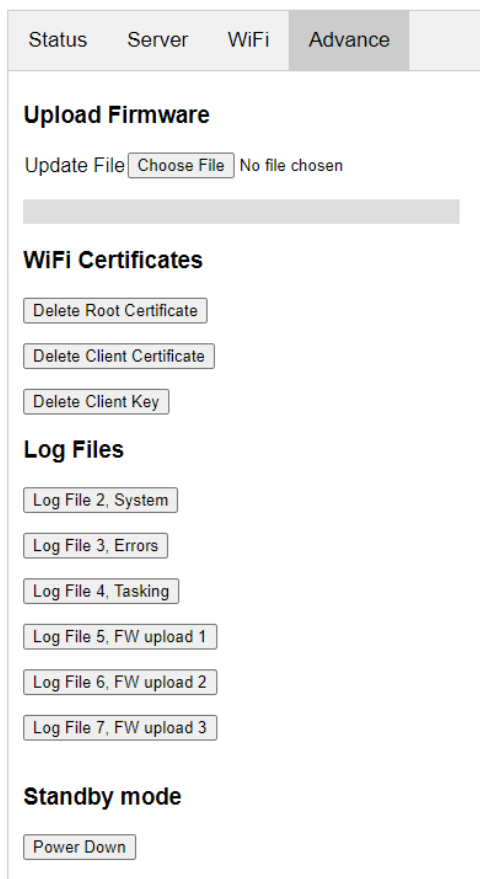 Status Server WiFi Advance
Upload Firmware
Update File Choose File No file chosen
WiFi Certificates
Delete Root Certificate
Delete Client Certificate
Delete Client Key
Log Files
Log File 2, System
Log File 3, Errors
Log File 4, Tasking
Log File 5, FW upload 1
Log File 6, FW upload 2
Log File 7, FW upload 3
Standby mode
Power Down